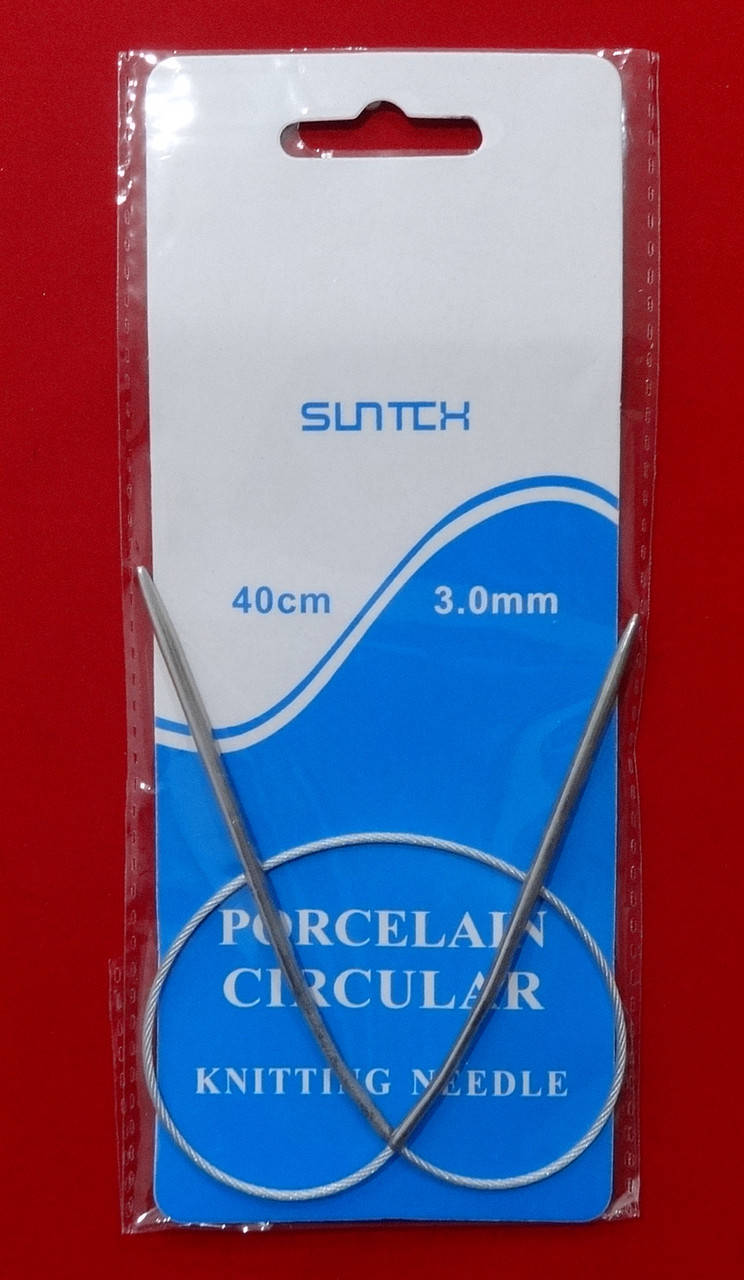 SUNTEX
40cm 3.0mm
PORCELAIN
CIRCULAR
KNITTING NEEDLE